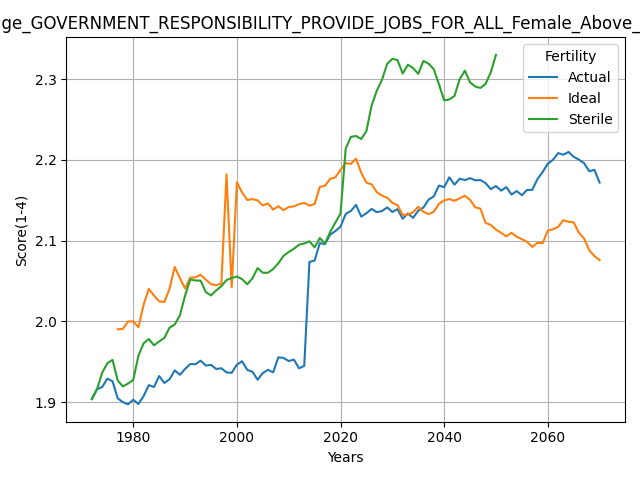 ge_GOVERNMENT_RESPONSIBILITY_PROVIDE_JOBS_FOR_ALL_Female_Above_
Fertility
Actual
Ideal
Sterile
Score(1-4)
2.3
2.2
2.1
2.0
1.9
1980 2000 2020 2040 2060
Years